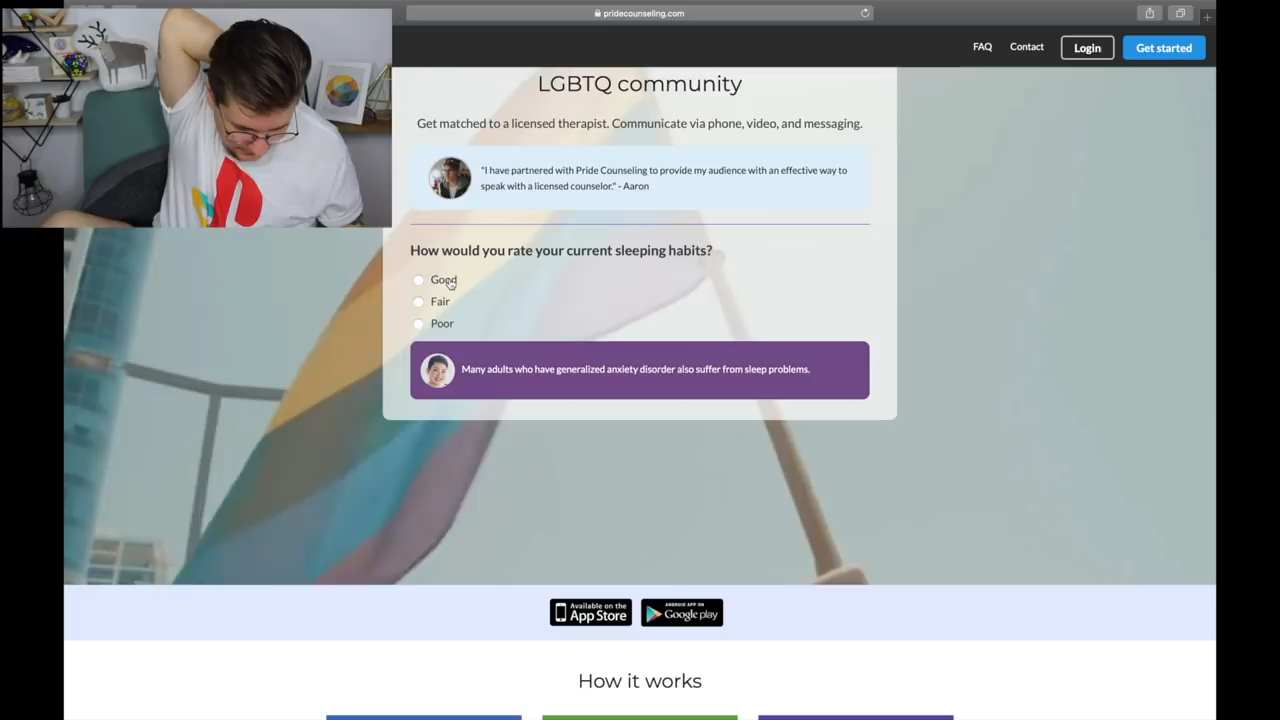 pridecounseling.com
FAQ Contact Login Get started
LGBTQ community
Get matched to a licensed therapist. Communicate via phone, video, and messaging.
"I have partnered with Pride Counseling to provide my audience with an effective way to
speak with a licensed counselor." - Aaron
How would you rate your current sleeping habits?
Good
Fair
Poor
Many adults who have generalized anxiety disorder also suffer from sleep problems.
Available on the
App Store
ANDROID APP ON
Google play
How it works